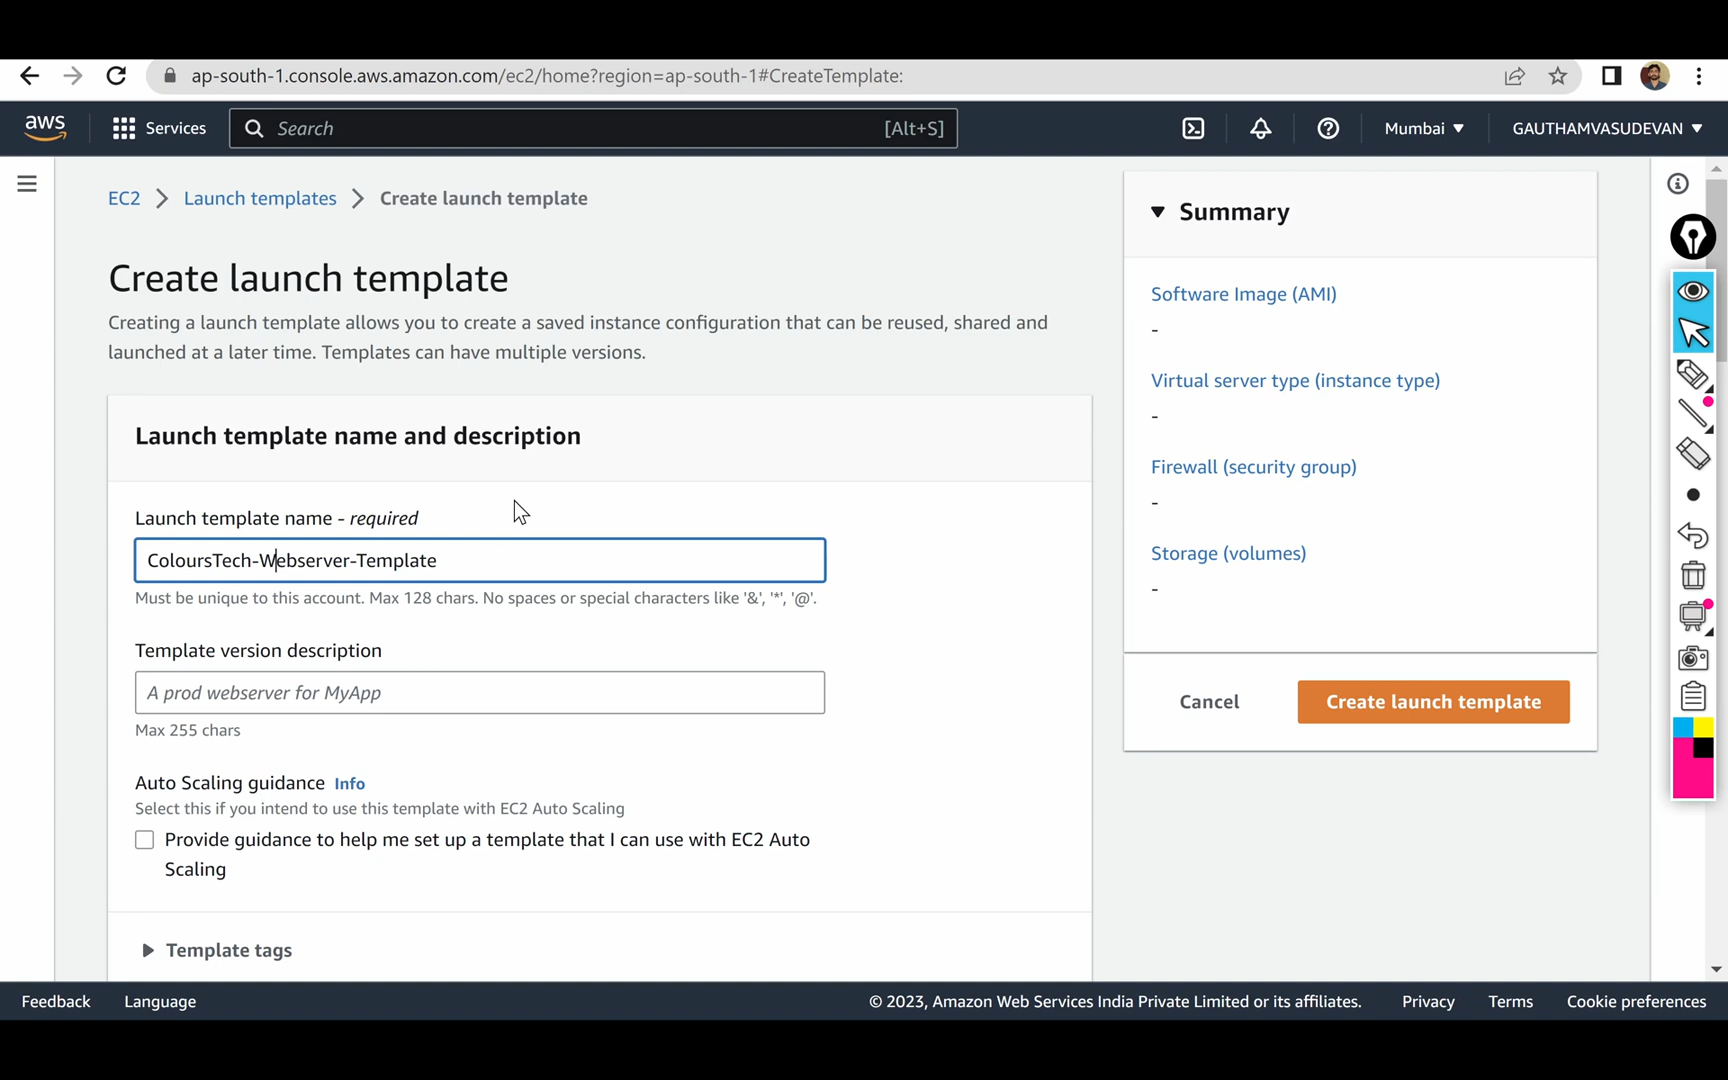 ap-south-1.console.aws.amazon.com/ec2/home?region=ap-south-1#CreateTemplate:
aws
Services
Search
[Alt+S]
Mumbai
GAUTHAMVASUDEVAN
EC2
Launch templates
Create launch template
Create launch template
Creating a launch template allows you to create a saved instance configuration that can be reused, shared and
launched at a later time. Templates can have multiple versions.
Launch template name and description
Launch template name - required
ColoursTech-Webserver-Template
Must be unique to this account. Max 128 chars. No spaces or special characters like '&', '*', '@'.
Template version description
A prod webserver for MyApp
Max 255 chars
Auto Scaling guidance Info
Select this if you intend to use this template with EC2 Auto Scaling
Provide guidance to help me set up a template that I can use with EC2 Auto
Scaling
Template tags
Summary
Software Image (AMI)
-
Virtual server type (instance type)
-
Firewall (security group)
-
Storage (volumes)
-
Cancel
Create launch template
Feedback
Language
© 2023, Amazon Web Services India Private Limited or its affiliates.
Privacy
Terms
Cookie preferences